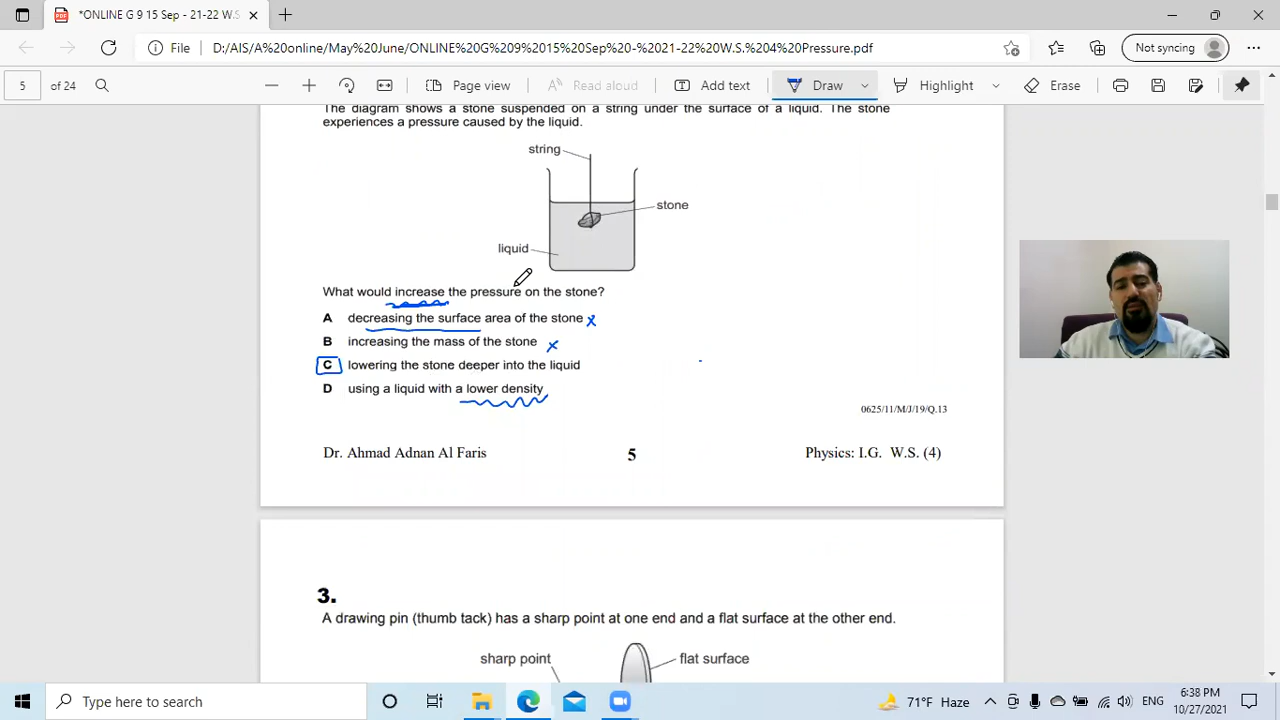 *ONLINE G 9 15 Sep - 21-22 W.S
File
D:/AIS/A%20online/May%20June/ONLINE%20G%209%2015%20Sep%20-%2021-22%20W.S.%204%20Pressure.pdf
Not syncing
5 of 24
Page view
Read aloud
Add text
Draw
Highlight
Erase
The diagram shows a stone suspended on a string under the surface of a liquid. The stone
experiences a pressure caused by the liquid.
string
stone
liquid
What would increase the pressure on the stone?
A decreasing the surface area of the stone x
B increasing the mass of the stone x
C lowering the stone deeper into the liquid
D using a liquid with a lower density
0625/11/M/J/19/Q.13
Dr. Ahmad Adnan Al Faris 5 Physics: I.G. W.S. (4)
3.
A drawing pin (thumb tack) has a sharp point at one end and a flat surface at the other end.
sharp point
flat surface
Type here to search
71°F Haze
ENG
6:38 PM
10/27/2021